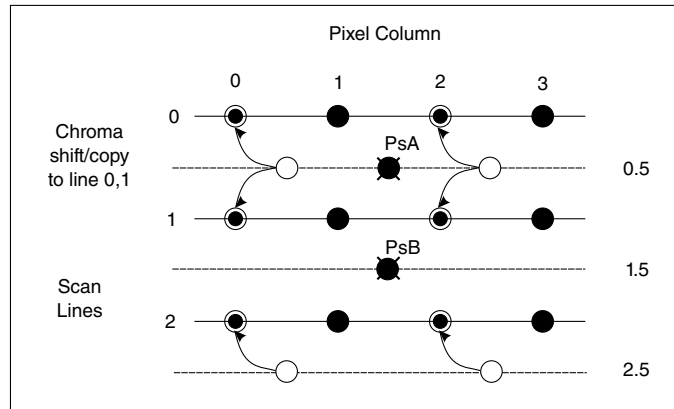 Pixel Column
0 1 2 3
0
Chroma
shift/copy
to line 0,1
PsA
0.5
1
PsB
1.5
Scan
Lines
2
2.5